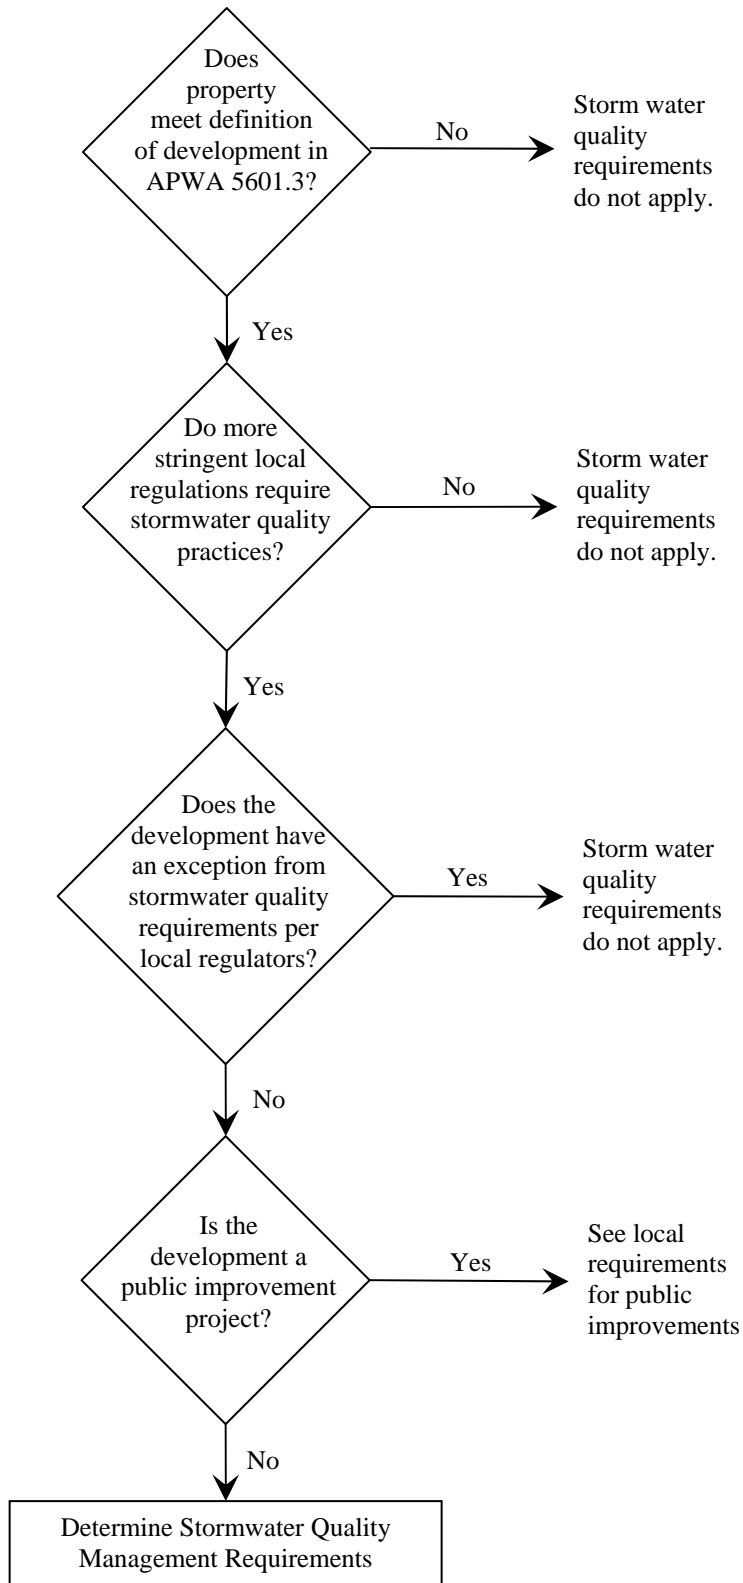 Does
property
meet definition
of development in
APWA 5601.3?
No
Storm water
quality
requirements
do not apply.
Yes
Do more
stringent local
regulations require
stormwater quality
practices?
No
Storm water
quality
requirements
do not apply.
Yes
Does the
development have
an exception from
stormwater quality
requirements per
local regulators?
Yes
Storm water
quality
requirements
do not apply.
No
Is the
development a
public improvement
project?
Yes
See local
requirements
for public
improvements
No
Determine Stormwater Quality
Management Requirements